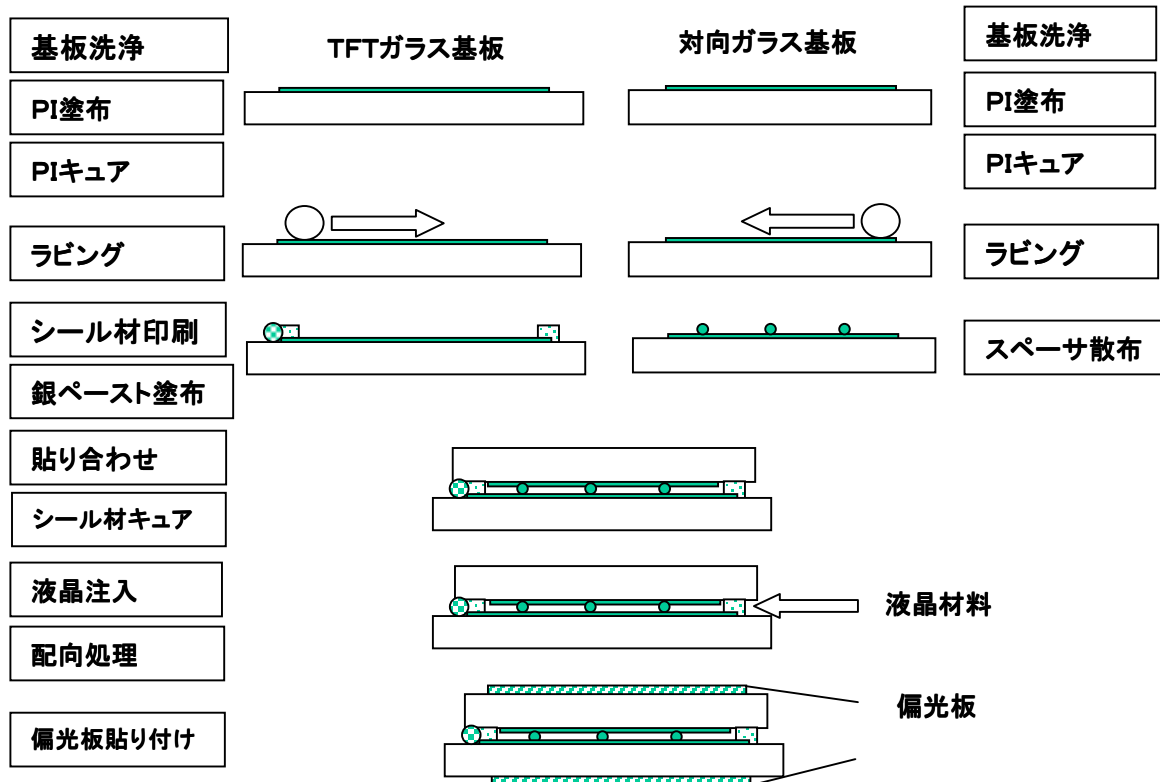 基板洗浄
TFTガラス基板
対向ガラス基板
基板洗浄
PI塗布
PI塗布
PIキュア
PIキュア
ラビング
ラビング
シール材印刷
スペーサ散布
銀ペースト塗布
貼り合わせ
シール材キュア
液晶注入
液晶材料
配向処理
偏光板
偏光板貼り付け